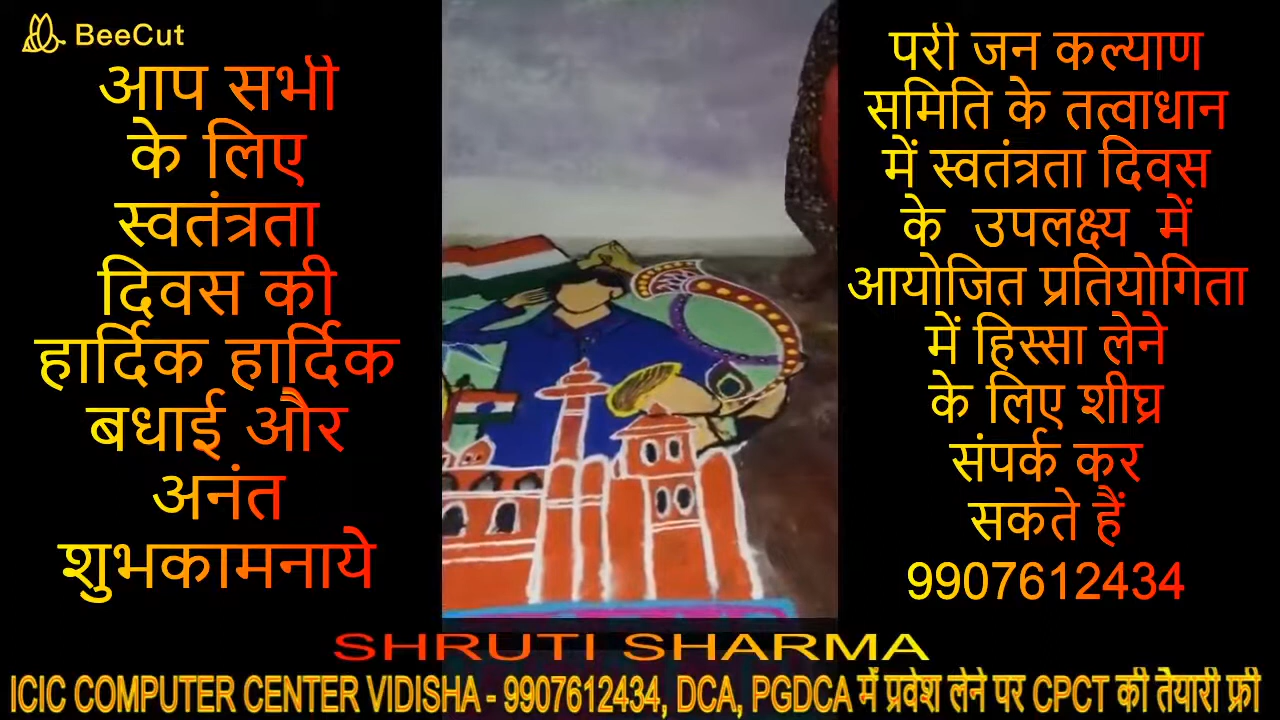 BeeCut
आप सभी
के लिए
स्वतंत्रता
दिवस की
हार्दिक हार्दिक
बधाई और
अनंत
शुभकामनाये
परी जन कल्याण
समिति के तत्वाधान
में स्वतंत्रता दिवस
के उपलक्ष्य में
आयोजित प्रतियोगिता
में हिस्सा लेने
के लिए शीघ्र
संपर्क कर
सकते हैं
9907612434
SHRUTI SHARMA
ICIC COMPUTER CENTER VIDISHA - 9907612434, DCA, PGDCA में प्रवेश लेने पर CPCT की तैयारी फ्री